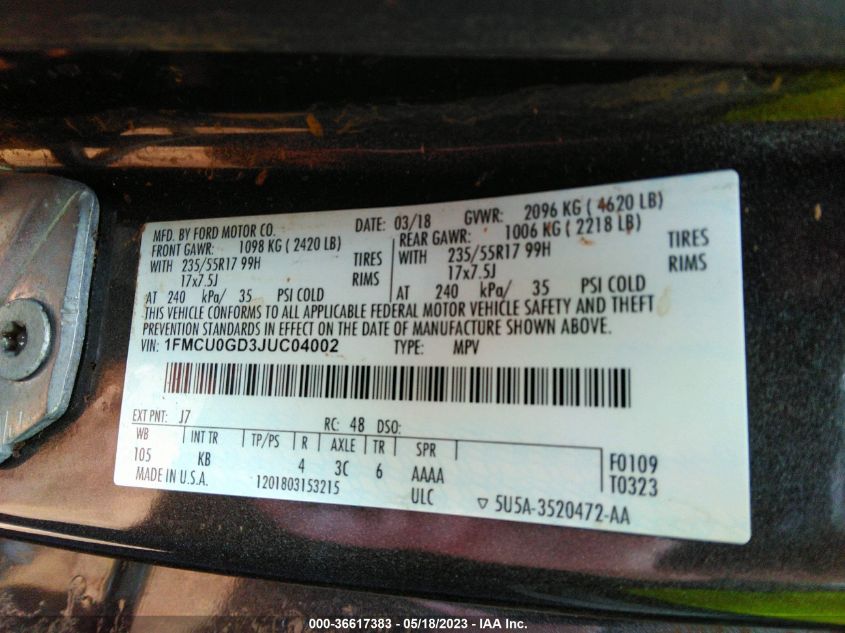 MFD. BY FORD MOTOR CO.
DATE: 03/18 GVWR: 2096 KG ( 4620 LB)
FRONT GAWR: 1098 KG ( 2420 LB)
REAR GAWR: 1006 KG ( 2218 LB)
WITH 235/55R17 99H TIRES
WITH 235/55R17 99H TIRES
17x7.5J RIMS
17x7.5J RIMS
AT 240 kPa/ 35 PSI COLD
AT 240 kPa/ 35 PSI COLD
CONFORMS TO ALL APPLICABLE FEDERAL MOTOR VEHICLE SAFETY AND THEFT
PREVENTION STANDARDS IN EFFECT ON THE DATE OF MANUFACTURE SHOWN ABOVE.
VIN: 1FMCU0GD3JUC04002 TYPE: MPV
EXT PNT: J7 RC: 48 DSO:
WB INT TR TP/PS R AXLE TR SPR
105 KB 4 3C 6 AAAA F0109
MADE IN U.S.A. 1201803153215 ULC T0323
▽ 5U5A-3520472-AA
000-36617383 - 05/18/2023 - IAA Inc.